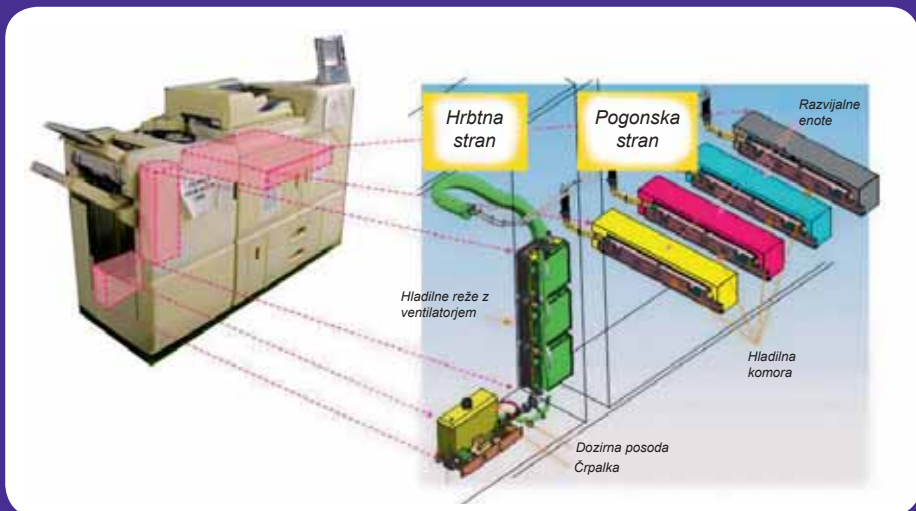 Hrbtna
stran
Pogonska
stran
Razvijalne
enote
Hladilne reže z
ventilatorjem
Hladilna
komora
Dozirna posoda
Črpalka